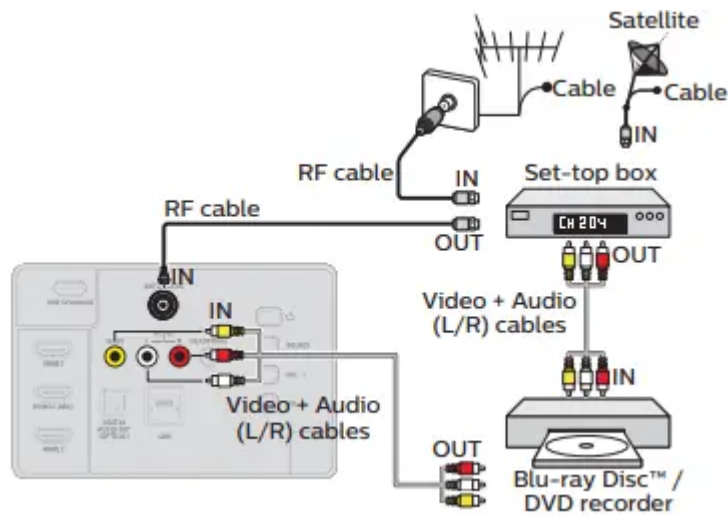 Satellite
Cable
Cable
IN
RF cable
IN
Set-top box
RF cable
OUT
CH 204
IN
OUT
IN
Video + Audio
(L/R) cables
IN
Video + Audio
(L/R) cables
OUT
Blu-ray Disc™ /
DVD recorder